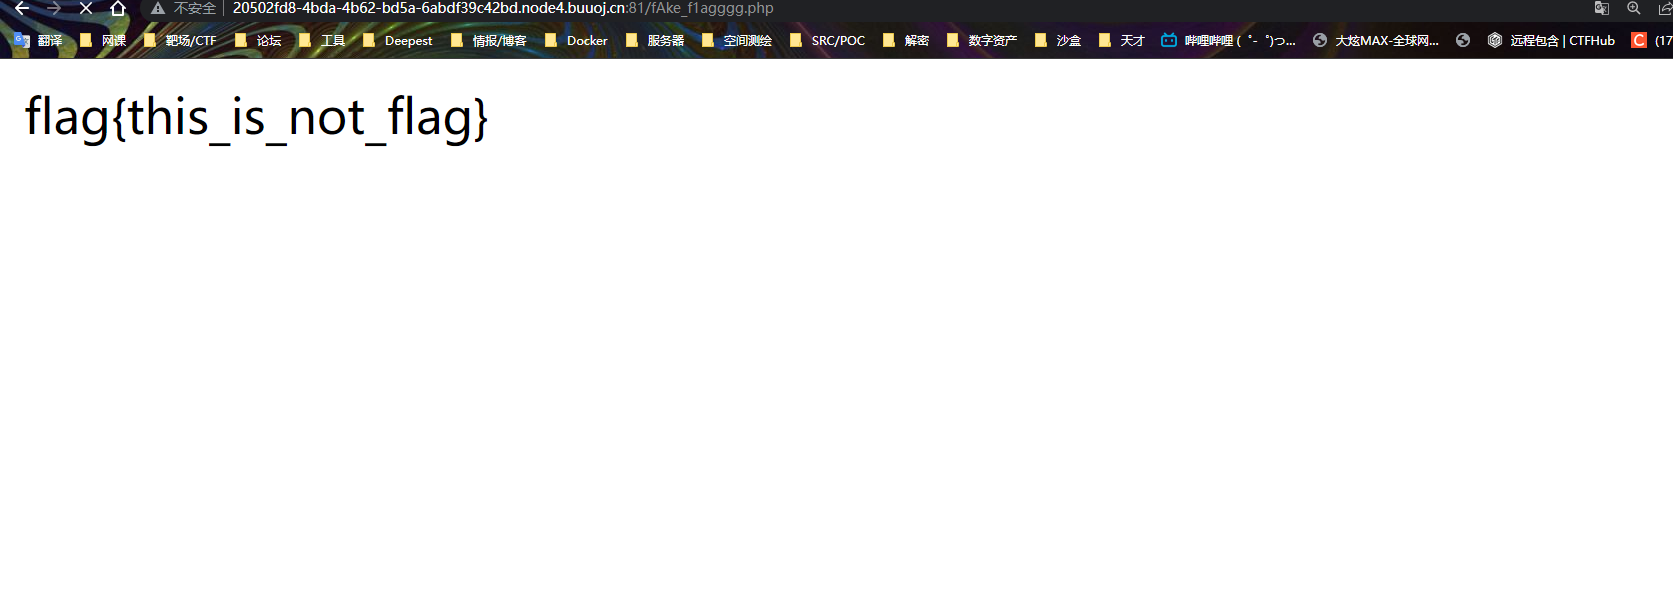 不安全 20502fd8-4bda-4b62-bd5a-6abdf39c42bd.node4.buuoj.cn:81/fAke_f1agggg.php
翻译 网课 靶场/CTF 论坛 工具 Deepest 情报/博客 Docker 服务器 空间测绘 SRC/POC 解密 数字资产 沙盒 天才 哔哩哔哩 (゜-゜)つ... 大炫MAX-全球网... 远程包含 | CTFHub C (17
flag{this_is_not_flag}